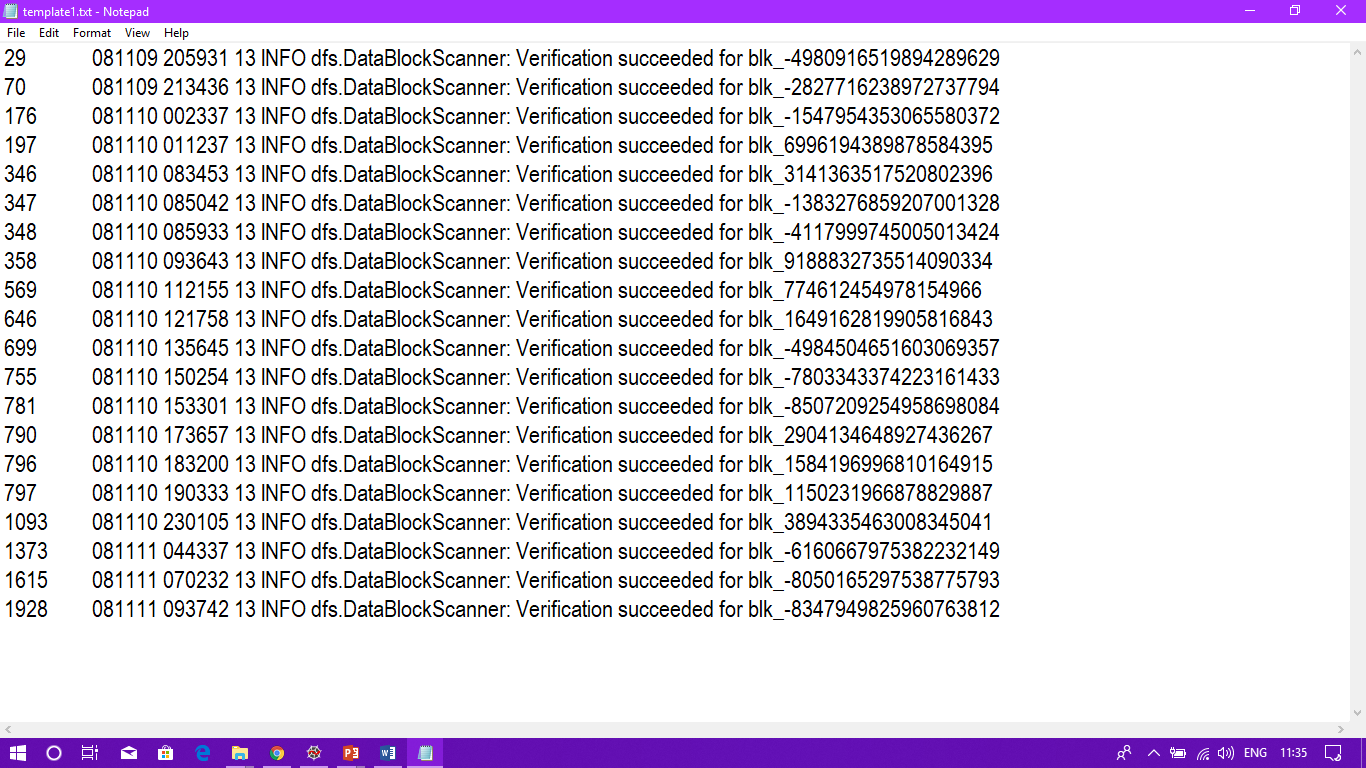 template1.txt - Notepad
File Edit Format View Help
29 081109 205931 13 INFO dfs.DataBlockScanner: Verification succeeded for blk_-4980916519894289629
70 081109 213436 13 INFO dfs.DataBlockScanner: Verification succeeded for blk_-2827716238972737794
176 081110 002337 13 INFO dfs.DataBlockScanner: Verification succeeded for blk_-1547954353065580372
197 081110 011237 13 INFO dfs.DataBlockScanner: Verification succeeded for blk_6996194389878584395
346 081110 083453 13 INFO dfs.DataBlockScanner: Verification succeeded for blk_3141363517520802396
347 081110 085042 13 INFO dfs.DataBlockScanner: Verification succeeded for blk_-1383276859207001328
348 081110 085933 13 INFO dfs.DataBlockScanner: Verification succeeded for blk_-4117999745005013424
358 081110 093643 13 INFO dfs.DataBlockScanner: Verification succeeded for blk_9188832735514090334
569 081110 112155 13 INFO dfs.DataBlockScanner: Verification succeeded for blk_774612454978154966
646 081110 121758 13 INFO dfs.DataBlockScanner: Verification succeeded for blk_1649162819905816843
699 081110 135645 13 INFO dfs.DataBlockScanner: Verification succeeded for blk_-4984504651603069357
755 081110 150254 13 INFO dfs.DataBlockScanner: Verification succeeded for blk_-7803343374223161433
781 081110 153301 13 INFO dfs.DataBlockScanner: Verification succeeded for blk_-8507209254958698084
790 081110 173657 13 INFO dfs.DataBlockScanner: Verification succeeded for blk_2904134648927436267
796 081110 183200 13 INFO dfs.DataBlockScanner: Verification succeeded for blk_1584196996810164915
797 081110 190333 13 INFO dfs.DataBlockScanner: Verification succeeded for blk_1150231966878829887
1093 081110 230105 13 INFO dfs.DataBlockScanner: Verification succeeded for blk_3894335463008345041
1373 081111 044337 13 INFO dfs.DataBlockScanner: Verification succeeded for blk_-6160667975382232149
1615 081111 070232 13 INFO dfs.DataBlockScanner: Verification succeeded for blk_-8050165297538775793
1928 081111 093742 13 INFO dfs.DataBlockScanner: Verification succeeded for blk_-8347949825960763812
ENG 11:35